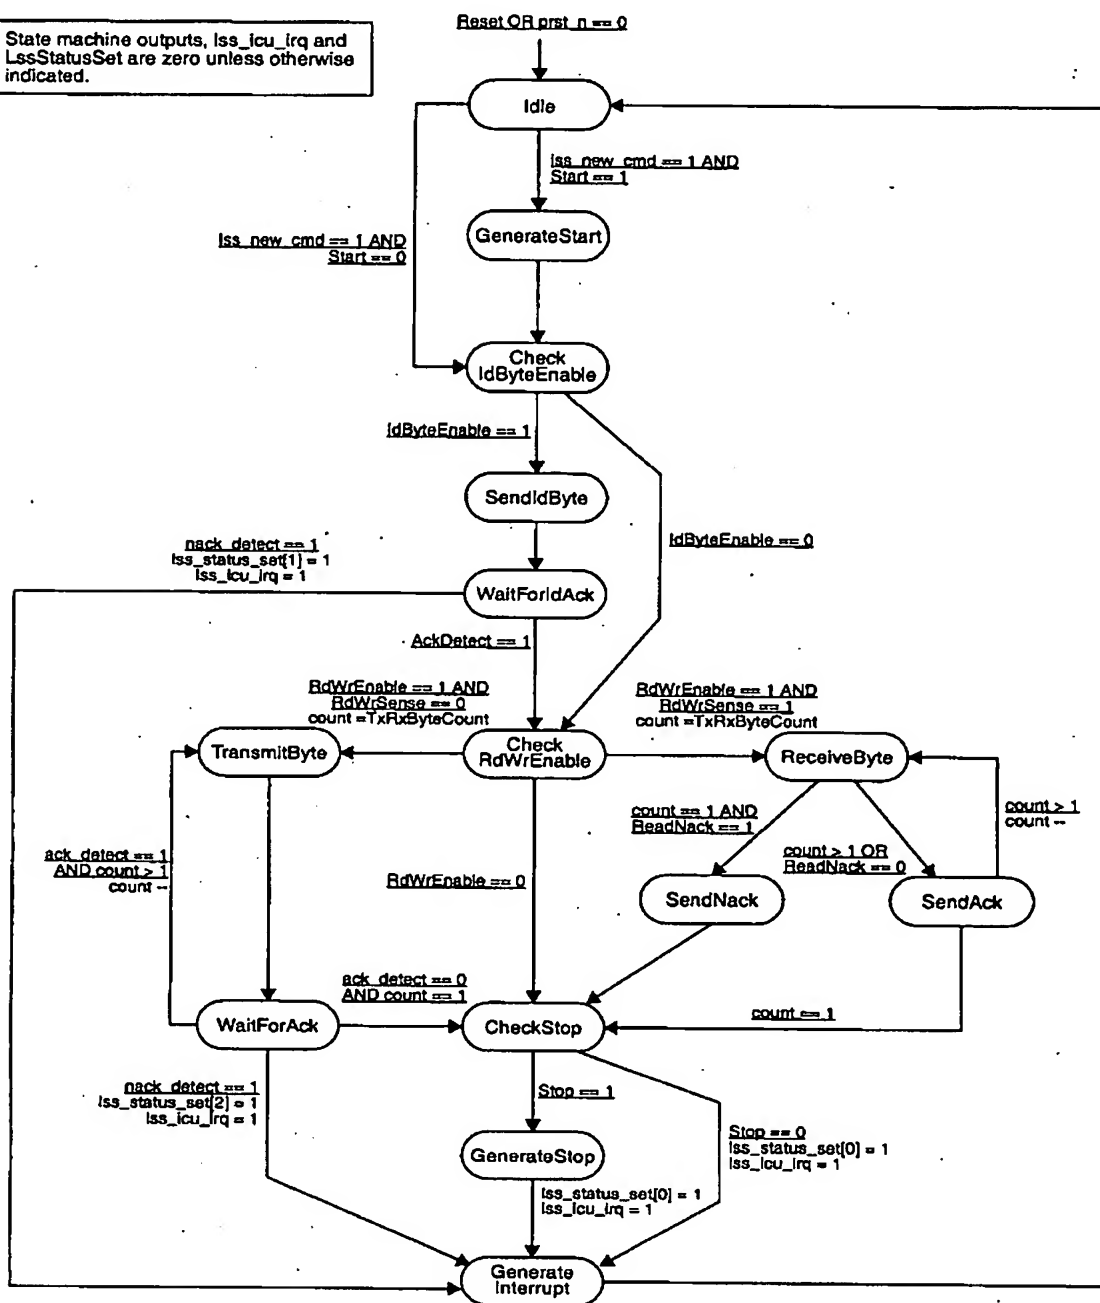 Reset OR prst_n == 0
State machine outputs, lss_icu_irq and
LssStatusSet are zero unless otherwise
indicated.
Idle
lss_new_cmd == 1 AND
Start == 1
GenerateStart
lss_new_cmd == 1 AND
Start == 0
Check
IdByteEnable
IdByteEnable == 1
SendIdByte
IdByteEnable == 0
nack_detect == 1
lss_status_set[1] = 1
lss_icu_irq = 1
WaitForIdAck
AckDetect == 1
RdWrEnable == 1 AND
RdWrSense == 0
count =TxRxByteCount
RdWrEnable == 1 AND
RdWrSense == 1
count =TxRxByteCount
TransmitByte
Check
RdWrEnable
ReceiveByte
count == 1 AND
ReadNack == 1
count > 1
count --
ack_detect == 1
AND count > 1
count --
count > 1 OR
ReadNack == 0
RdWrEnable == 0
SendNack
SendAck
ack_detect == 0
AND count == 1
WaitForAck
CheckStop
count == 1
nack_detect == 1
lss_status_set[2] = 1
lss_icu_irq = 1
Stop == 1
Stop == 0
lss_status_set[0] = 1
lss_icu_irq = 1
GenerateStop
lss_status_set[0] = 1
lss_icu_irq = 1
Generate
Interrupt